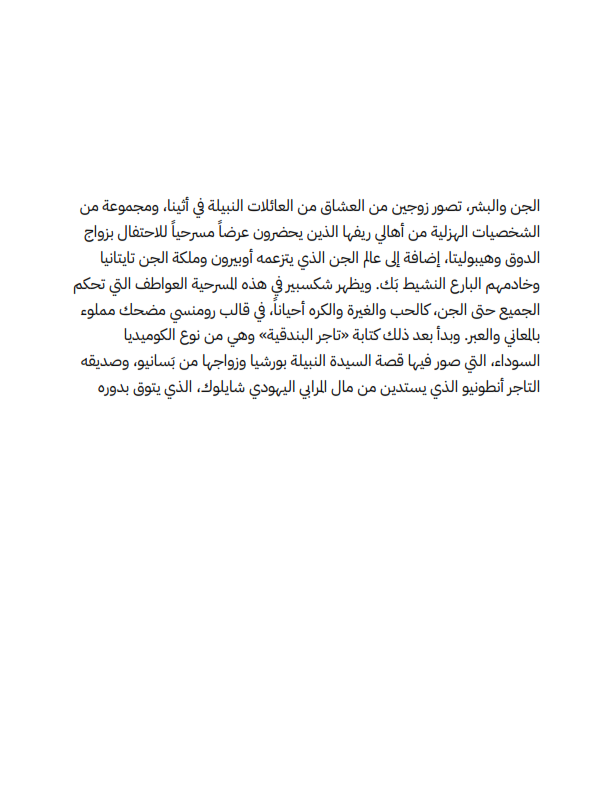 الجن والبشر، تصور زوجين من العشاق من العائلات النبيلة في أثينا، ومجموعة من
الشخصيات الهزلية من أهالي ريفها الذين يحضرون عرضاً مسرحياً للاحتفال بزواج
الدوق وهيبوليتا، إضافة إلى عالم الجن الذي يتزعمه أوبيرون وملكة الجن تايتانيا
وخادمهم البارع النشيط بَك. ويظهر شكسبير في هذه المسرحية العواطف التي تحكم
الجميع حتى الجن، كالحب والغيرة والكره أحياناً، في قالب رومنسي مضحك مملوء
بالمعاني والعبر. وبدأ بعد ذلك كتابة «تاجر البندقية» وهي من نوع الكوميديا
السوداء، التي صور فيها قصة السيدة النبيلة بورشيا وزواجها من بَسانيو، وصديقه
التاجر أنطونيو الذي يستدين من مال المرابي اليهودي شايلوك، الذي يتوق بدوره